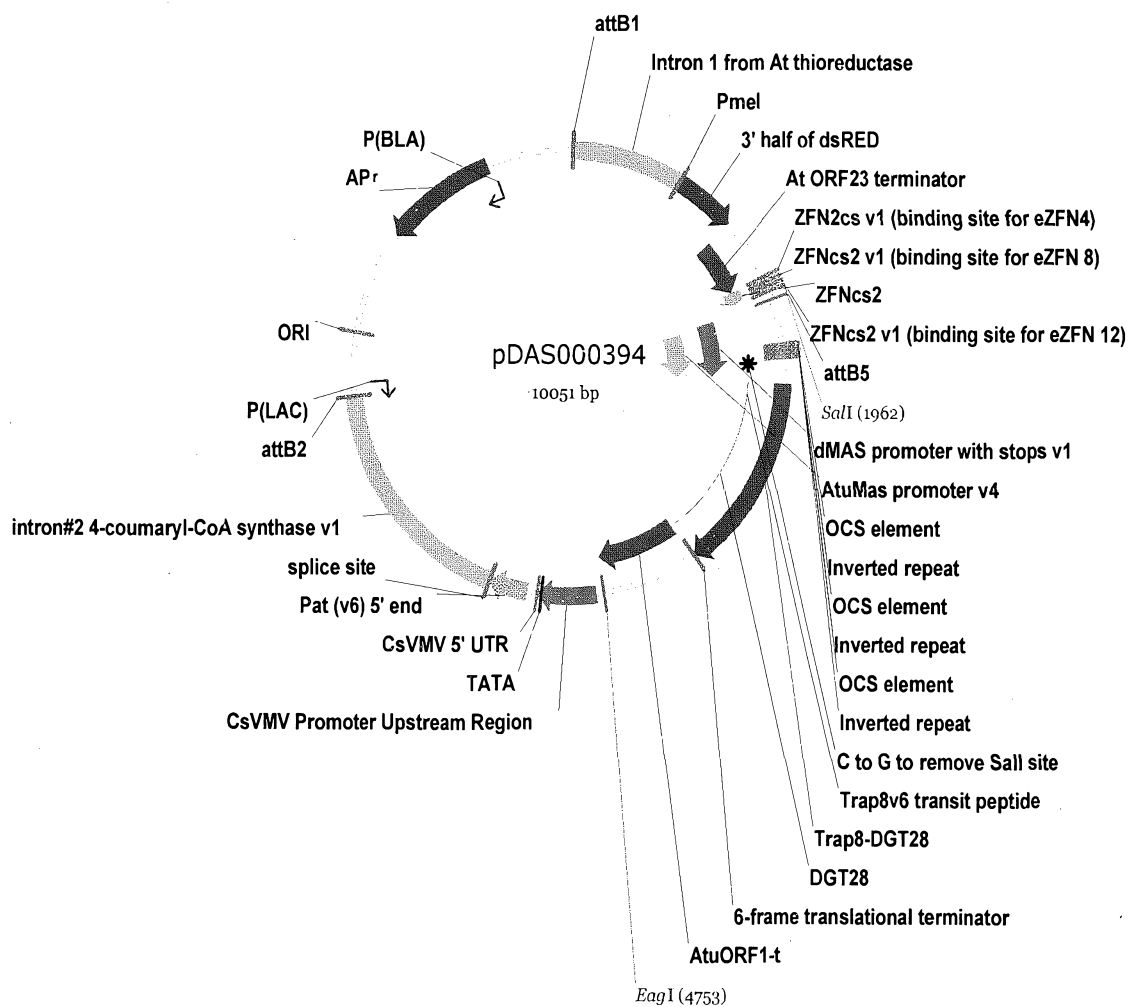 attB1
Intron 1 from At thioreductase
PmeI
3' half of dsRED
P(BLA)
APr
At ORF23 terminator
ZFN2cs v1 (binding site for eZFN4)
ZFNcs2 v1 (binding site for eZFN 8)
ZFNcs2
ORI
ZFNcs2 v1 (binding site for eZFN 12)
pDAS000394
attB5
10051 bp
P(LAC)
SalI (1962)
attB2
dMAS promoter with stops v1
AtuMas promoter v4
OCS element
intron#2 4-coumaryl-CoA synthase v1
splice site
Inverted repeat
Pat (v6) 5' end
OCS element
CsVMV 5' UTR
Inverted repeat
TATA
OCS element
CsVMV Promoter Upstream Region
Inverted repeat
C to G to remove SalI site
Trap8v6 transit peptide
Trap8-DGT28
DGT28
6-frame translational terminator
AtuORF1-t
EagI (4753)